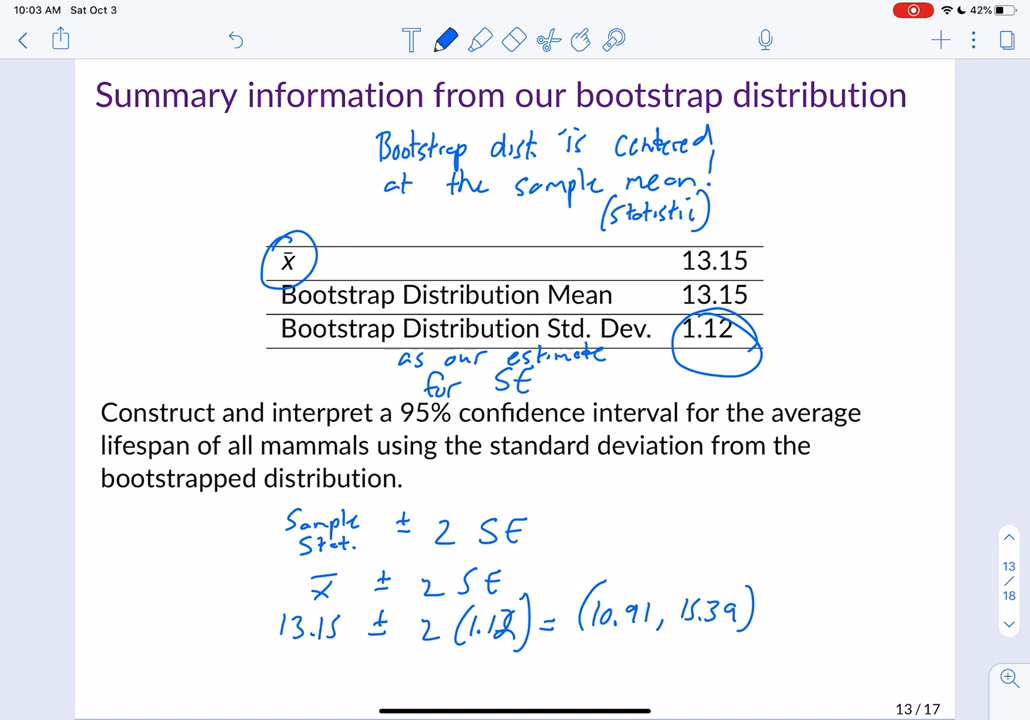 10:03 AM Sat Oct 3
42%
Summary information from our bootstrap distribution
Bootstrap dist. is centered
at the sample mean!
(statistic)
x̄ 13.15
Bootstrap Distribution Mean 13.15
Bootstrap Distribution Std. Dev. 1.12
as our estimate
for SE
Construct and interpret a 95% confidence interval for the average
lifespan of all mammals using the standard deviation from the
bootstrapped distribution.
Sample
Stat. ± 2 SE
x̄ ± 2 SE
13.15 ± 2 (1.12) = (10.91, 15.39)
13
/
18
13 / 17